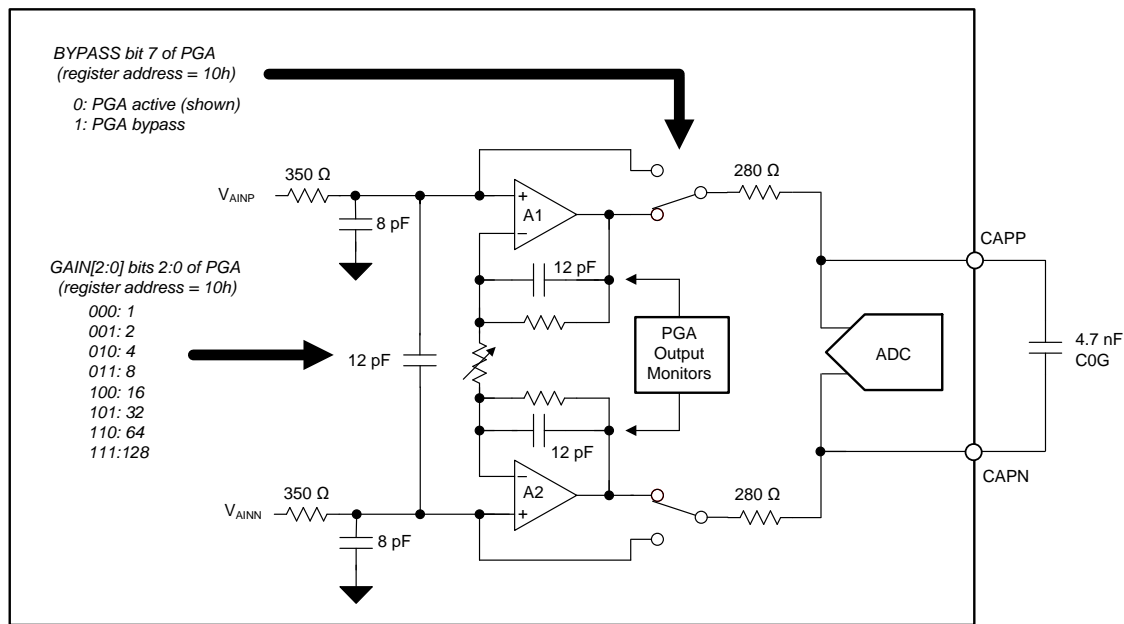 BYPASS bit 7 of PGA
(register address = 10h)
0: PGA active (shown)
1: PGA bypass
350 Ω
280 Ω
VAINP
8 pF
+
A1
−
CAPP
GAIN[2:0] bits 2:0 of PGA
(register address = 10h)
000: 1
001: 2
010: 4
011: 8
100: 16
101: 32
110: 64
111:128
12 pF
12 pF
PGA
Output
Monitors
ADC
4.7 nF
C0G
12 pF
−
A2
+
350 Ω
280 Ω
VAINN
8 pF
CAPN